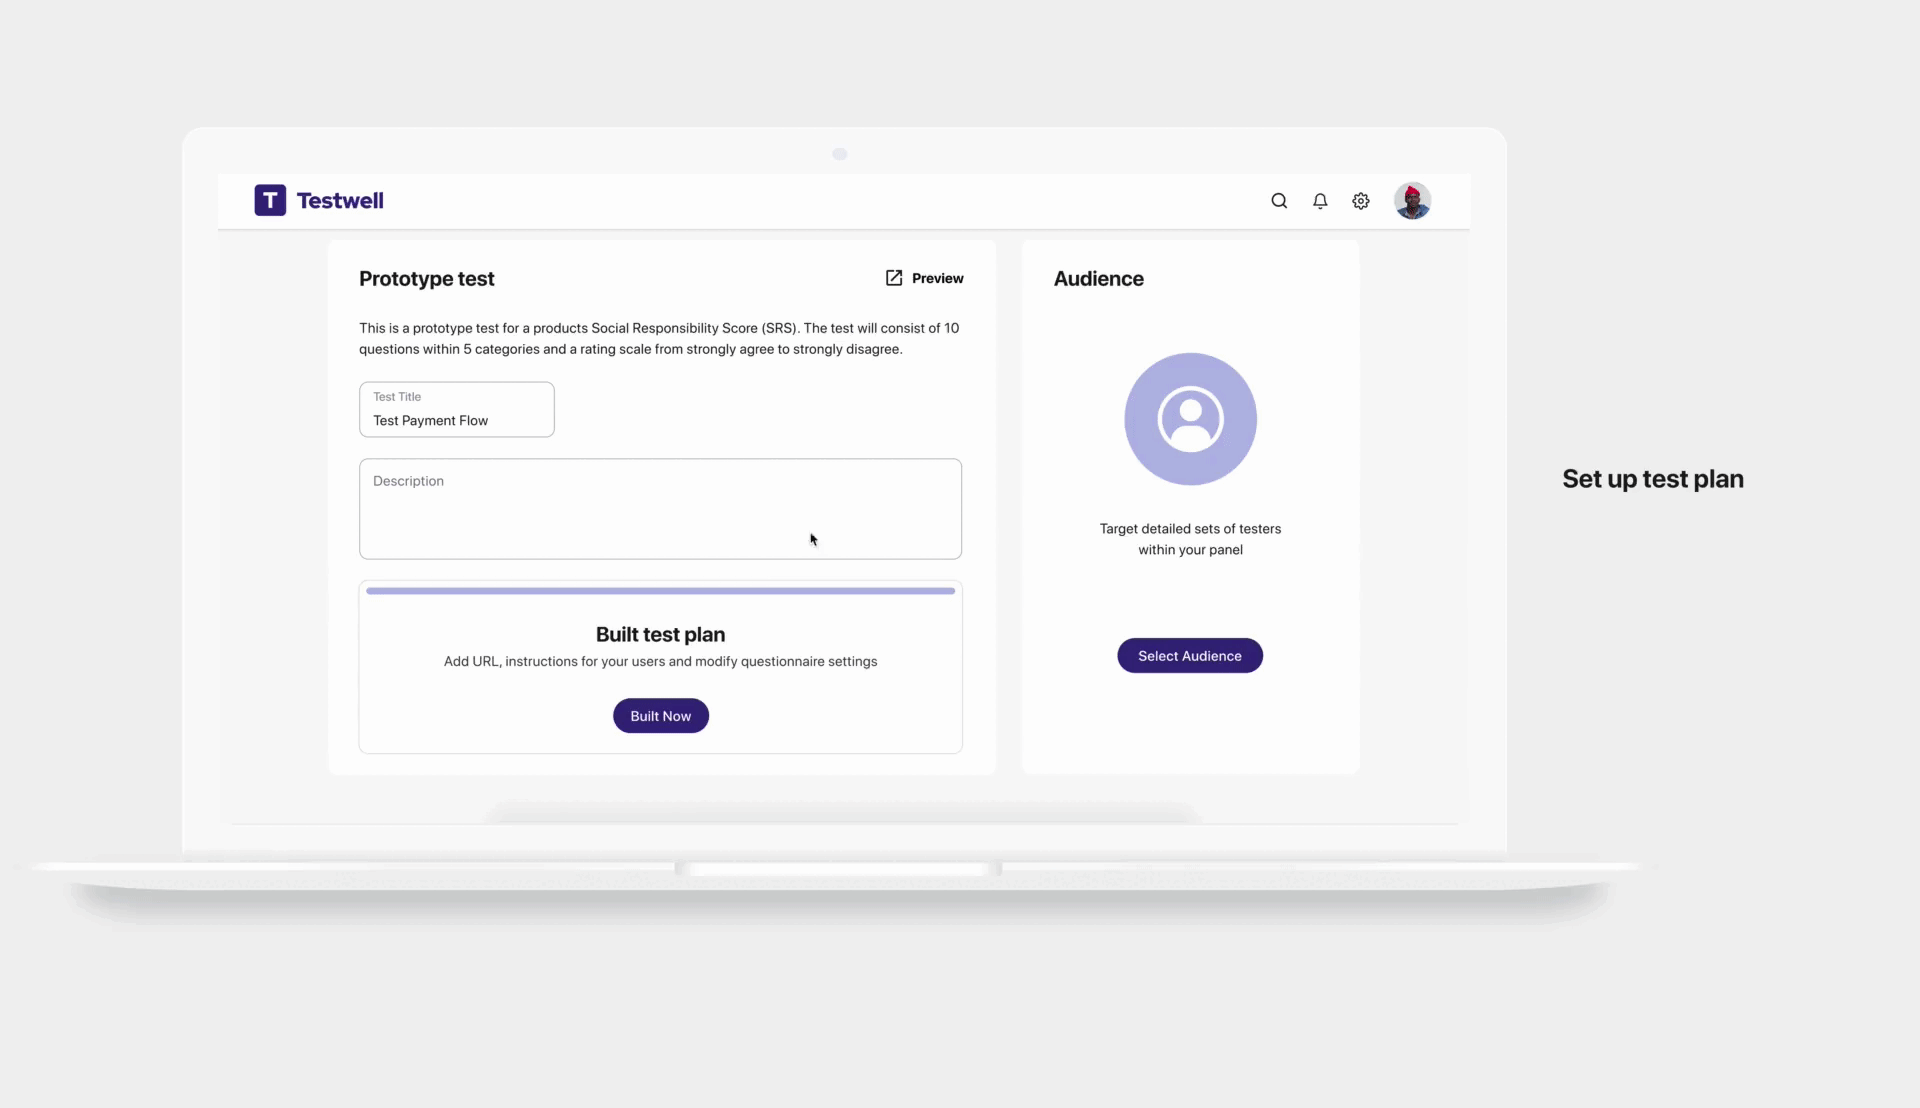 T Testwell
Prototype test
Preview
This is a prototype test for a products Social Responsibility Score (SRS). The test will consist of 10
questions within 5 categories and a rating scale from strongly agree to strongly disagree.
Test Title
Test Payment Flow
Description
Built test plan
Add URL, instructions for your users and modify questionnaire settings
Built Now
Audience
Target detailed sets of testers
within your panel
Select Audience
Set up test plan